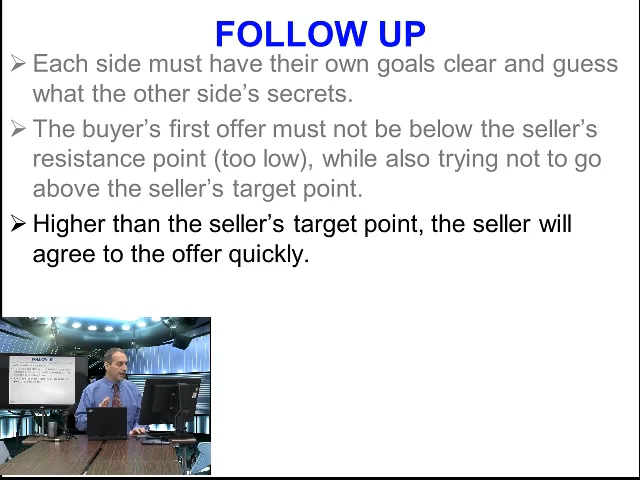 FOLLOW UP
➢ Each side must have their own goals clear and guess
what the other side's secrets.
➢ The buyer's first offer must not be below the seller's
resistance point (too low), while also trying not to go
above the seller's target point.
➢ Higher than the seller's target point, the seller will
agree to the offer quickly.
FOLLOW UP